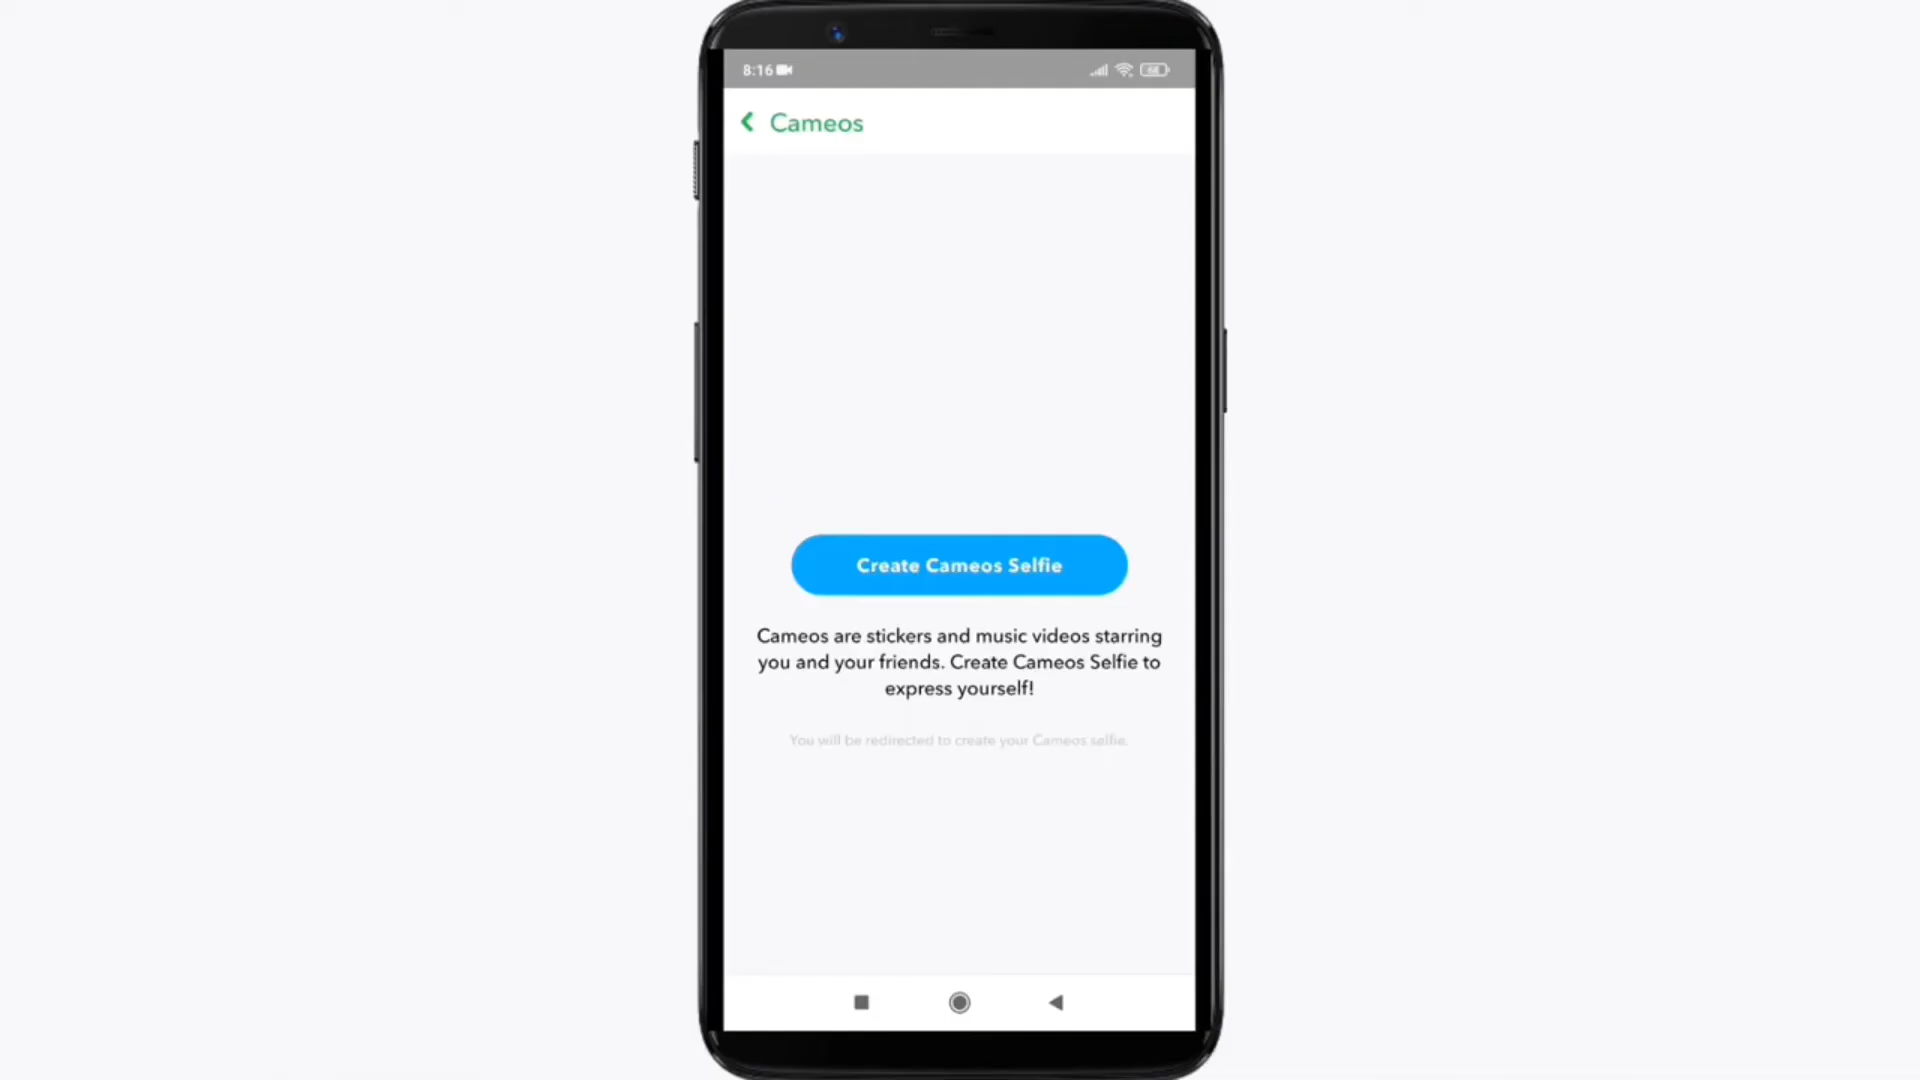 8:16
68
Cameos
Create Cameos Selfie
Cameos are stickers and music videos starring
you and your friends. Create Cameos Selfie to
express yourself!
You will be redirected to create your Cameos selfie.